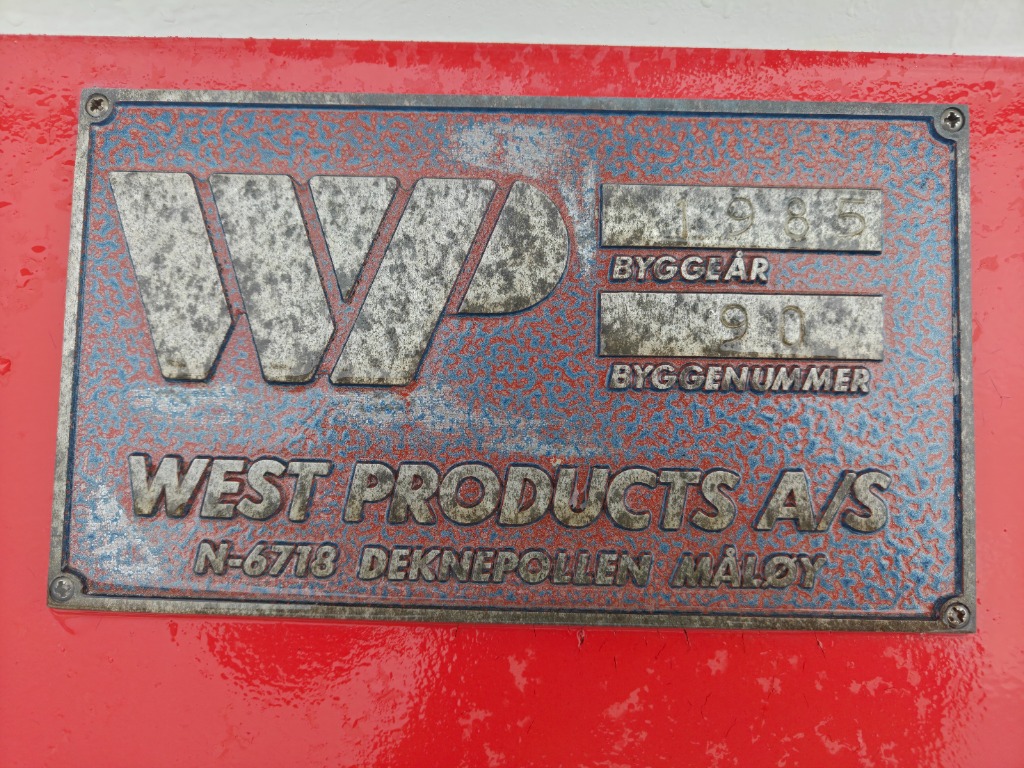 WP
1985
BYGGEÅR
90
BYGGENUMMER
WEST PRODUCTS A/S
N-6718 DEKNEPOLLEN MÅLØY